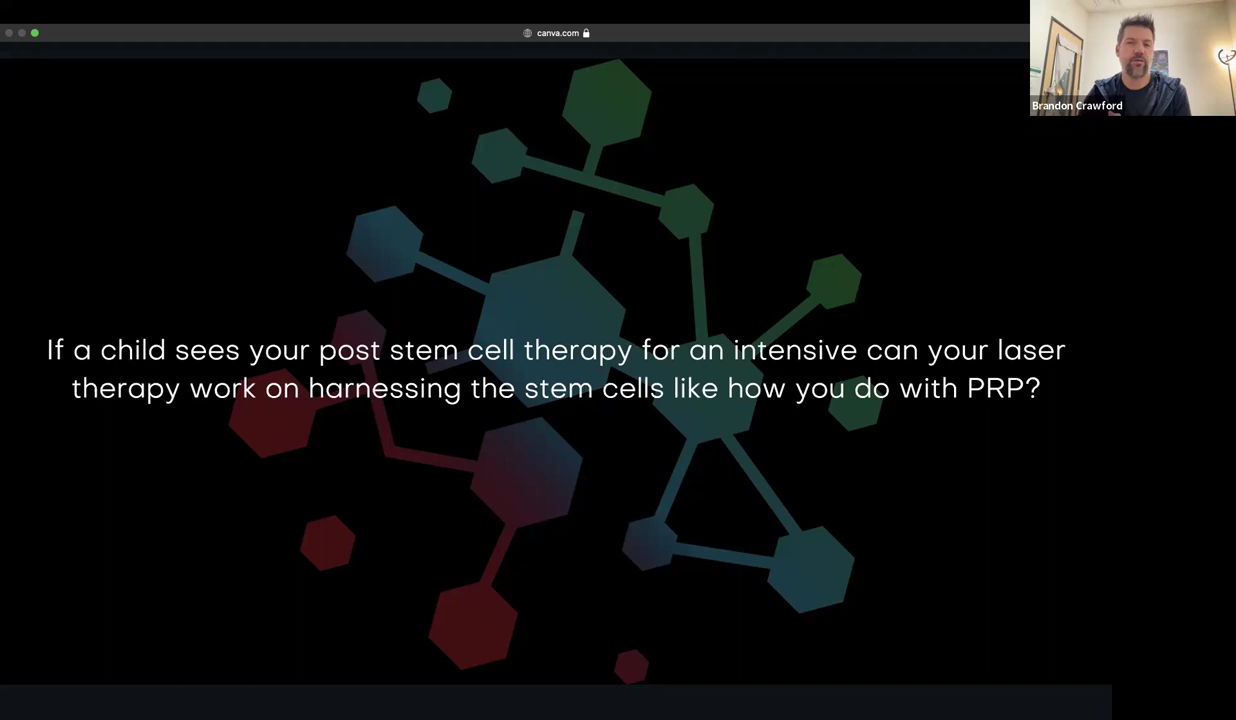 canva.com
Brandon Crawford
If a child sees your post stem cell therapy for an intensive can your laser
therapy work on harnessing the stem cells like how you do with PRP?